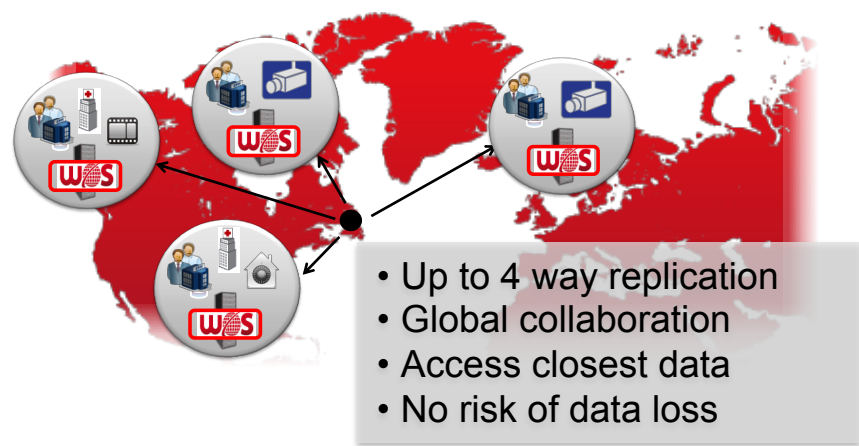 WOS
WOS
WOS
WOS
• Up to 4 way replication
• Global collaboration
• Access closest data
• No risk of data loss